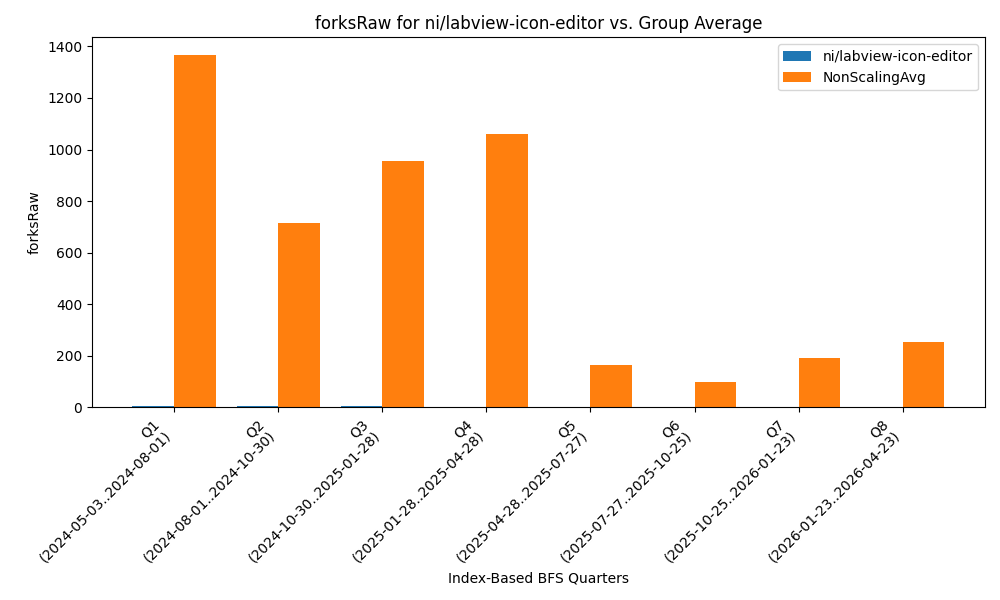 forksRaw for ni/labview-icon-editor vs. Group Average
ni/labview-icon-editor
NonScalingAvg
forksRaw
1400
1200
1000
800
600
400
200
0
Q1
(2024-05-03..2024-08-01)
Q2
(2024-08-01..2024-10-30)
Q3
(2024-10-30..2025-01-28)
Q4
(2025-01-28..2025-04-28)
Q5
(2025-04-28..2025-07-27)
Q6
(2025-07-27..2025-10-25)
Q7
(2025-10-25..2026-01-23)
Q8
(2026-01-23..2026-04-23)
Index-Based BFS Quarters